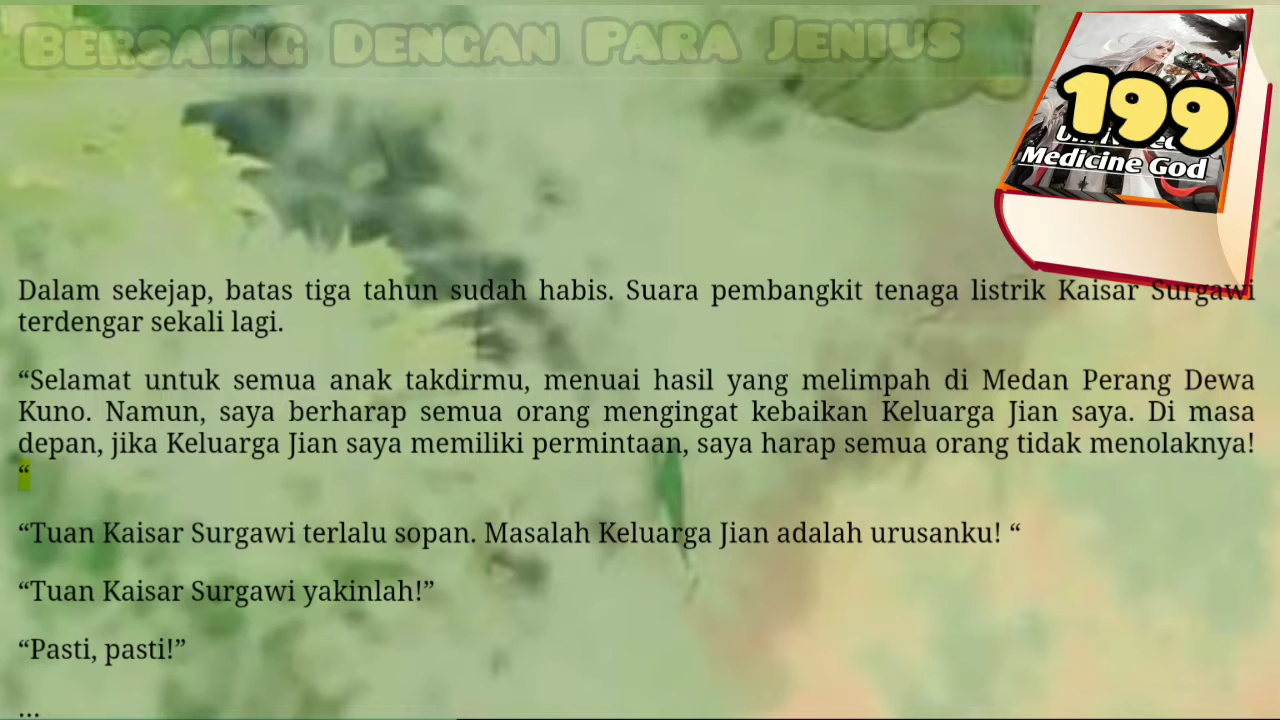 Bersaing Dengan Para Jenius
199
Medicine God
Dalam sekejap, batas tiga tahun sudah habis. Suara pembangkit tenaga listrik Kaisar Surgawi
terdengar sekali lagi.
“Selamat untuk semua anak takdirmu, menuai hasil yang melimpah di Medan Perang Dewa
Kuno. Namun, saya berharap semua orang mengingat kebaikan Keluarga Jian saya. Di masa
depan, jika Keluarga Jian saya memiliki permintaan, saya harap semua orang tidak menolaknya!
“
“Tuan Kaisar Surgawi terlalu sopan. Masalah Keluarga Jian adalah urusanku! “
“Tuan Kaisar Surgawi yakinlah!”
“Pasti, pasti!”
...